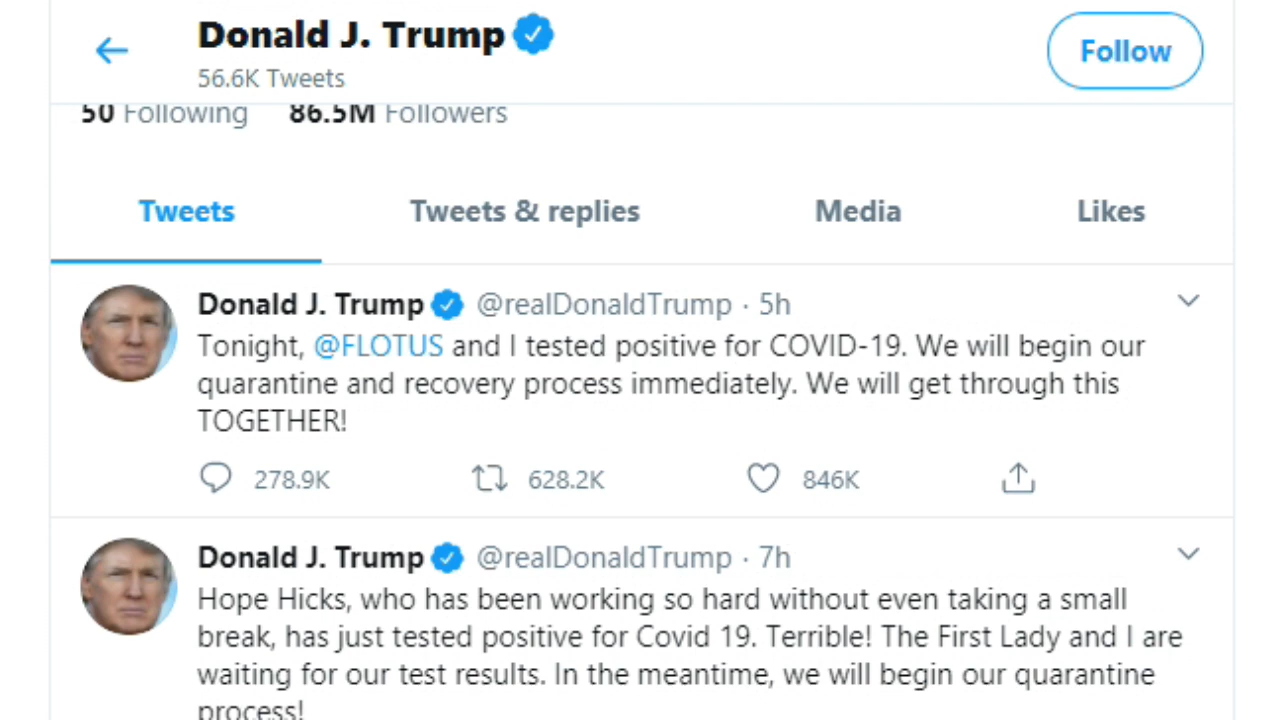 Donald J. Trump
56.6K Tweets
Follow
50 Following 86.5M Followers
Tweets Tweets & replies Media Likes
Donald J. Trump @realDonaldTrump · 5h
Tonight, @FLOTUS and I tested positive for COVID-19. We will begin our
quarantine and recovery process immediately. We will get through this
TOGETHER!
278.9K 628.2K 846K
Donald J. Trump @realDonaldTrump · 7h
Hope Hicks, who has been working so hard without even taking a small
break, has just tested positive for Covid 19. Terrible! The First Lady and I are
waiting for our test results. In the meantime, we will begin our quarantine
process!